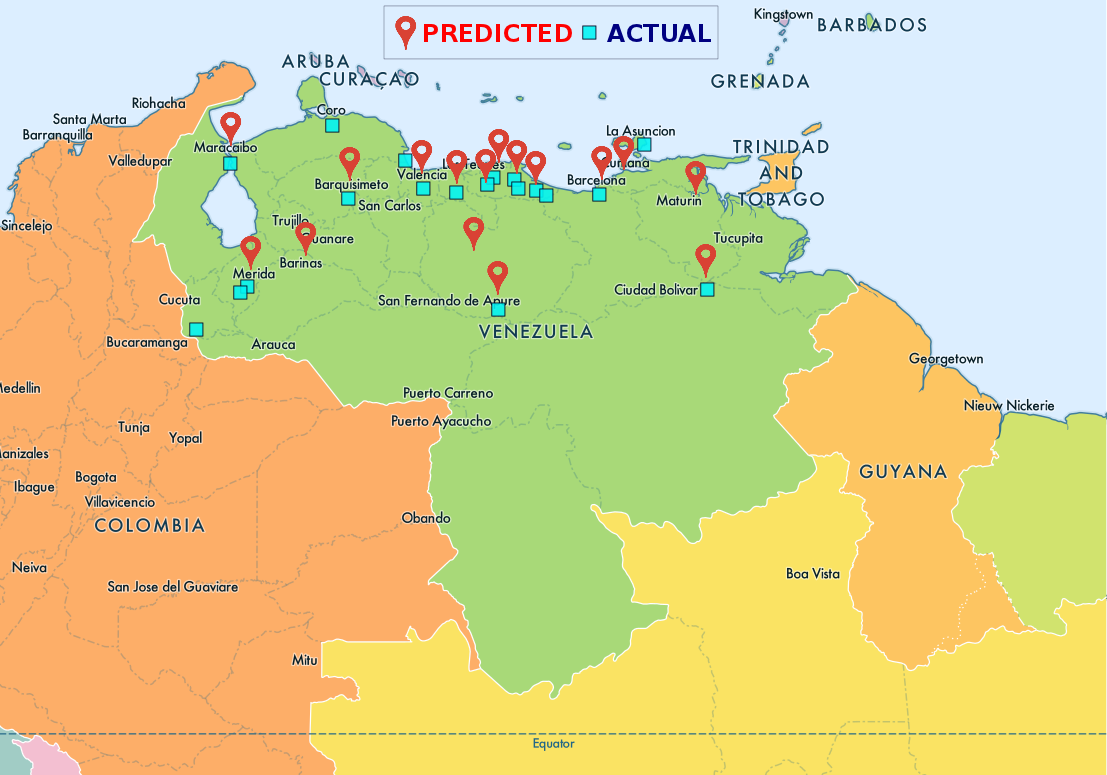 PREDICTED ACTUAL
Kingstown
BARBADOS
ARUBA
CURAÇAO
GRENADA
Riohacha
Coro
Santa Marta
Barranquilla
La Asuncion
Maracaibo
TRINIDAD
AND
TOBAGO
Valledupar
Cumana
Valencia
Barcelona
Barquisimeto
Maturin
San Carlos
Trujillo
Sincelejo
Guanare
Tucupita
Barinas
Merida
Ciudad Bolivar
Cucuta
San Fernando de Apure
VENEZUELA
Bucaramanga
Arauca
Georgetown
Medellin
Puerto Carreno
Nieuw Nickerie
Puerto Ayacucho
Tunja
Yopal
Manizales
GUYANA
Bogota
Ibague
Villavicencio
Obando
COLOMBIA
Neiva
Boa Vista
San Jose del Guaviare
Mitu
Equator